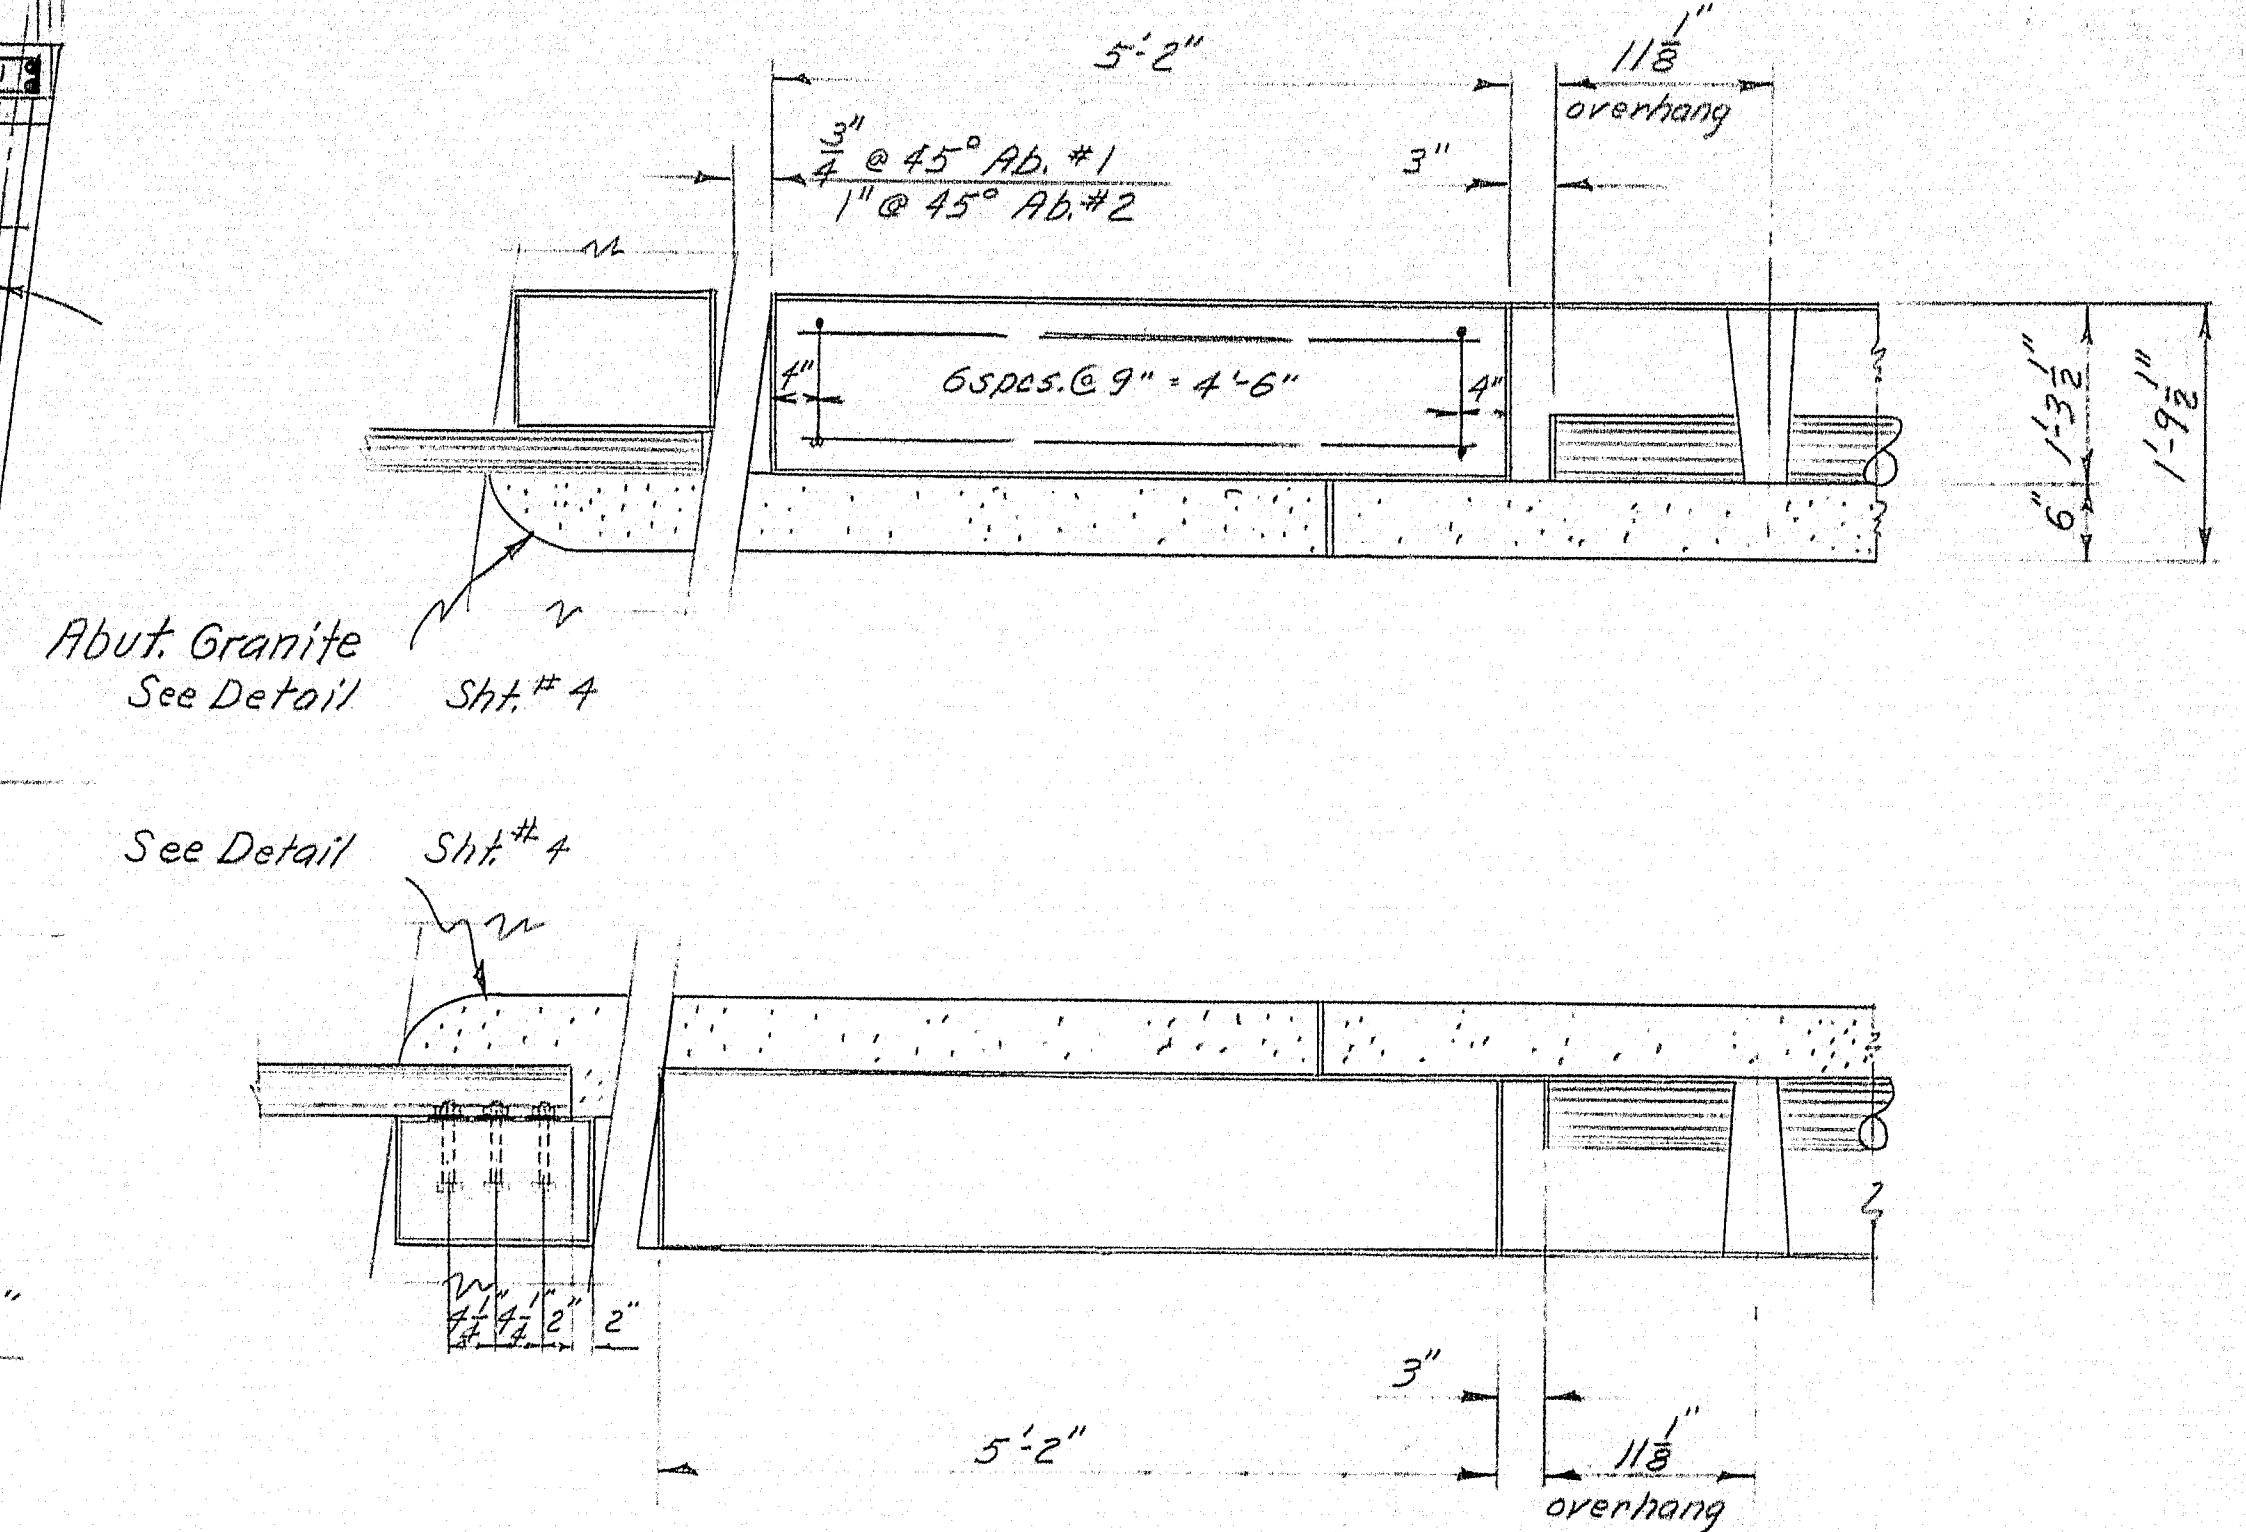 5'-2"
11 1/8"
overhang
3/4" @ 45° Ab. #1
1" @ 45° Ab. #2
3"
4"
6 spcs. @ 9" = 4'-6"
4"
1'-3 1/2"
1'-9 1/2"
6"
Abut. Granite
See Detail Sht. #4
See Detail Sht. #4
4 1/4" 4 1/4" 2" 2"
3"
5'-2"
11 1/8"
overhang